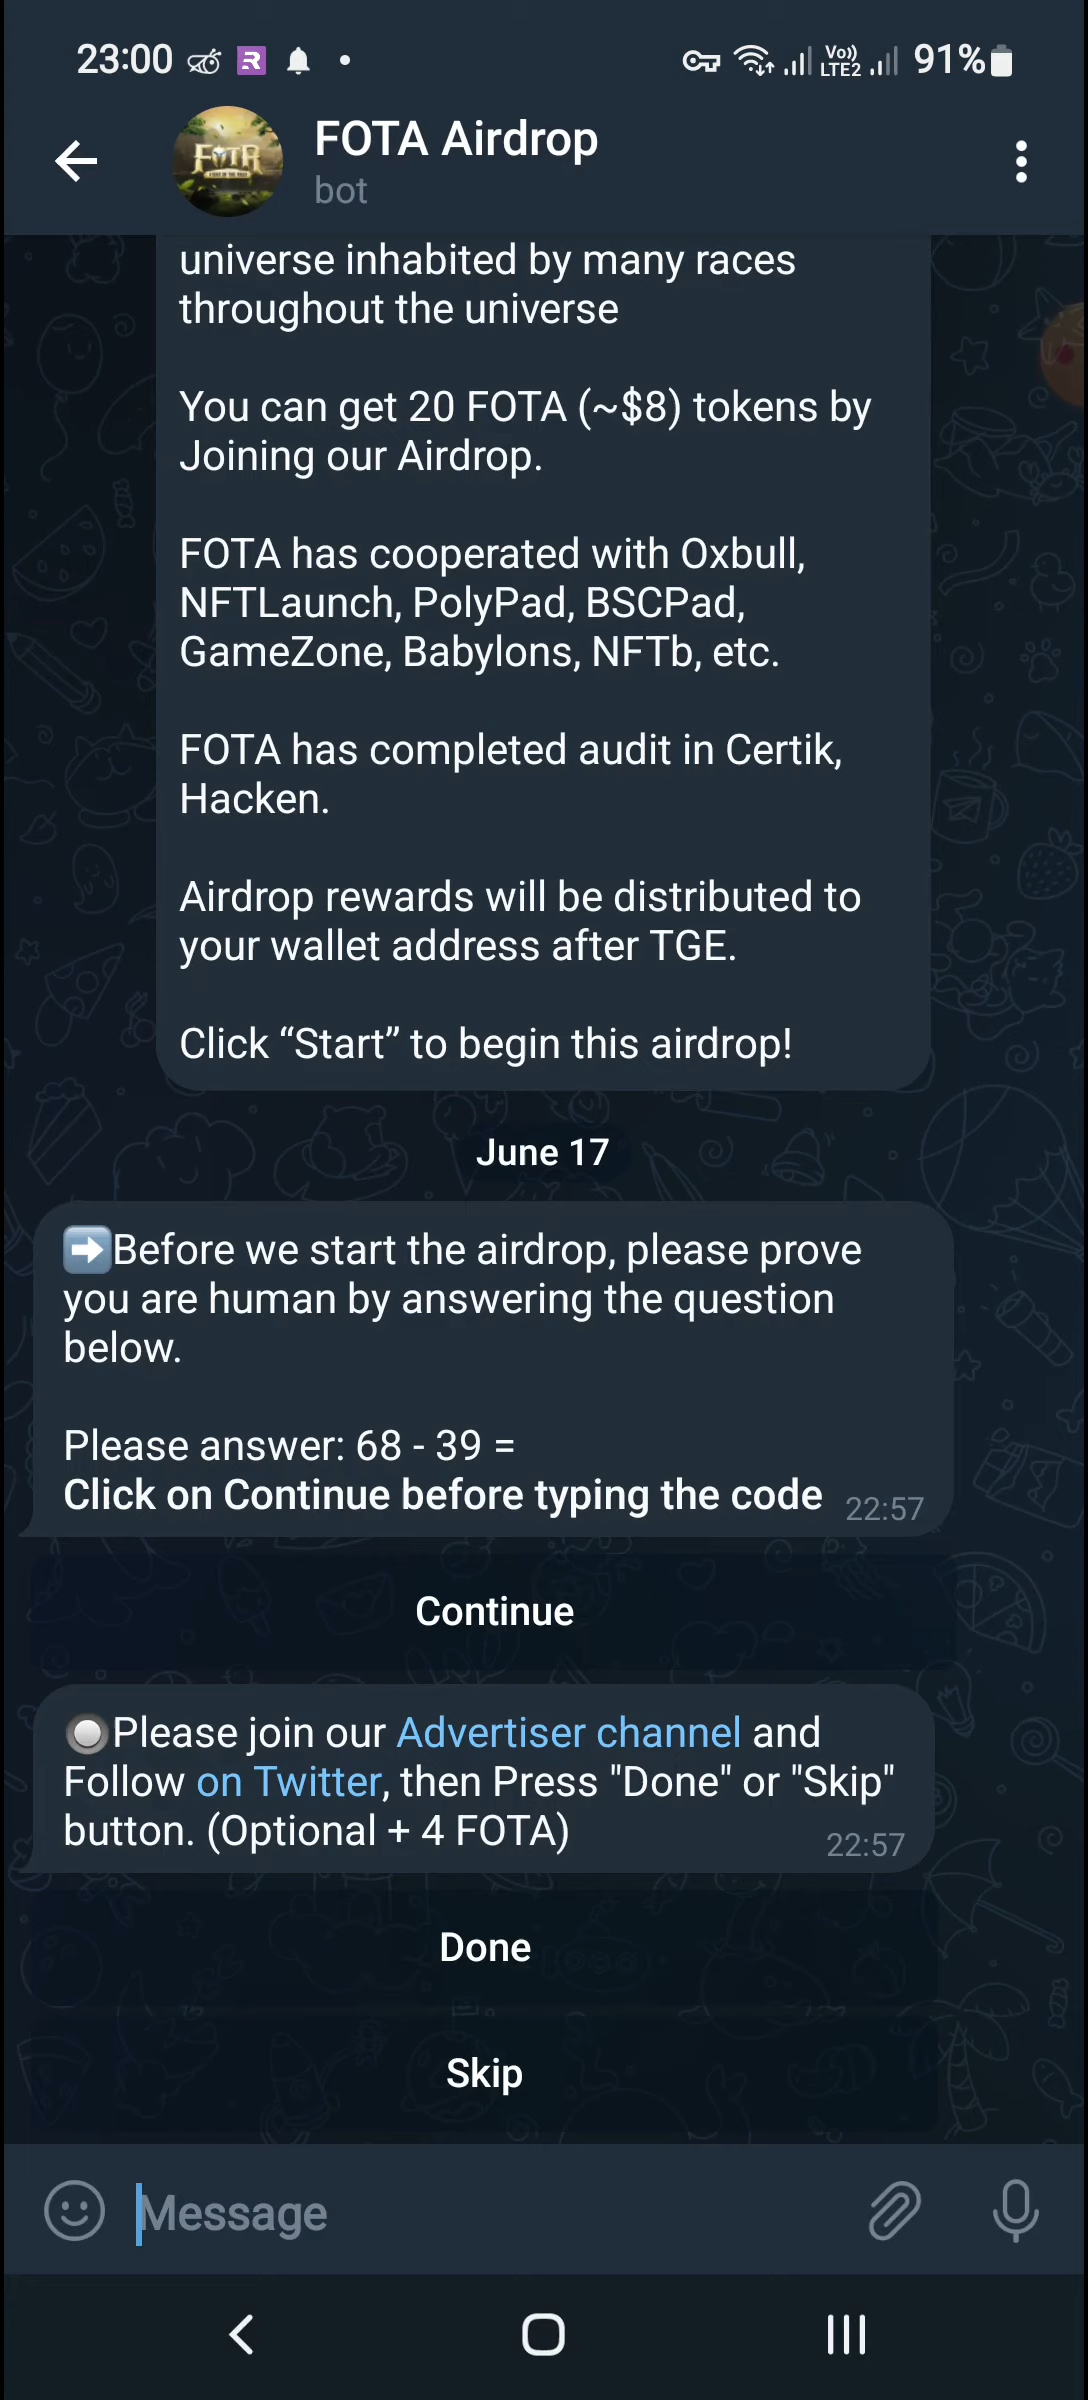 23:00
Vo))
LTE2
91%
FOTA
FOTA Airdrop
bot
universe inhabited by many races
throughout the universe
You can get 20 FOTA (~$8) tokens by
Joining our Airdrop.
FOTA has cooperated with Oxbull,
NFTLaunch, PolyPad, BSCPad,
GameZone, Babylons, NFTb, etc.
FOTA has completed audit in Certik,
Hacken.
Airdrop rewards will be distributed to
your wallet address after TGE.
Click “Start” to begin this airdrop!
June 17
➡️Before we start the airdrop, please prove
you are human by answering the question
below.
Please answer: 68 - 39 =
Click on Continue before typing the code 22:57
Continue
🔘Please join our Advertiser channel and
Follow on Twitter, then Press "Done" or "Skip"
button. (Optional + 4 FOTA) 22:57
Done
Skip
Message